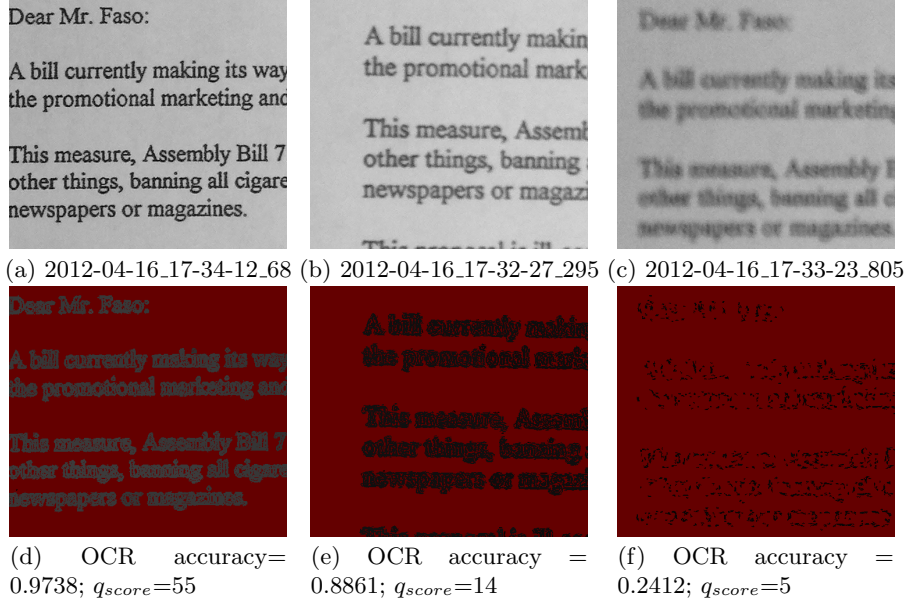 Dear Mr. Faso:
A bill currently making its way
the promotional marketing and
This measure, Assembly Bill 7
other things, banning all cigare
newspapers or magazines.
A bill currently makin
the promotional mark
This measure, Assemb
other things, banning
newspapers or magazi
Dear Mr. Faso:
A bill currently making its
the promotional marketing
This measure, Assembly B
other things, banning all ci
newspapers or magazines.
(a) 2012-04-16_17-34-12_68 (b) 2012-04-16_17-32-27_295 (c) 2012-04-16_17-33-23_805
Dear Mr. Faso:
A bill currently making its way
the promotional marketing and
This measure, Assembly Bill 7
other things, banning all cigare
newspapers or magazines.
A bill currently makin
the promotional mark
This measure, Assemb
other things, banning
newspapers or magazi
(d) OCR accuracy=
0.9738; qscore=55
(e) OCR accuracy =
0.8861; qscore=14
(f) OCR accuracy =
0.2412; qscore=5